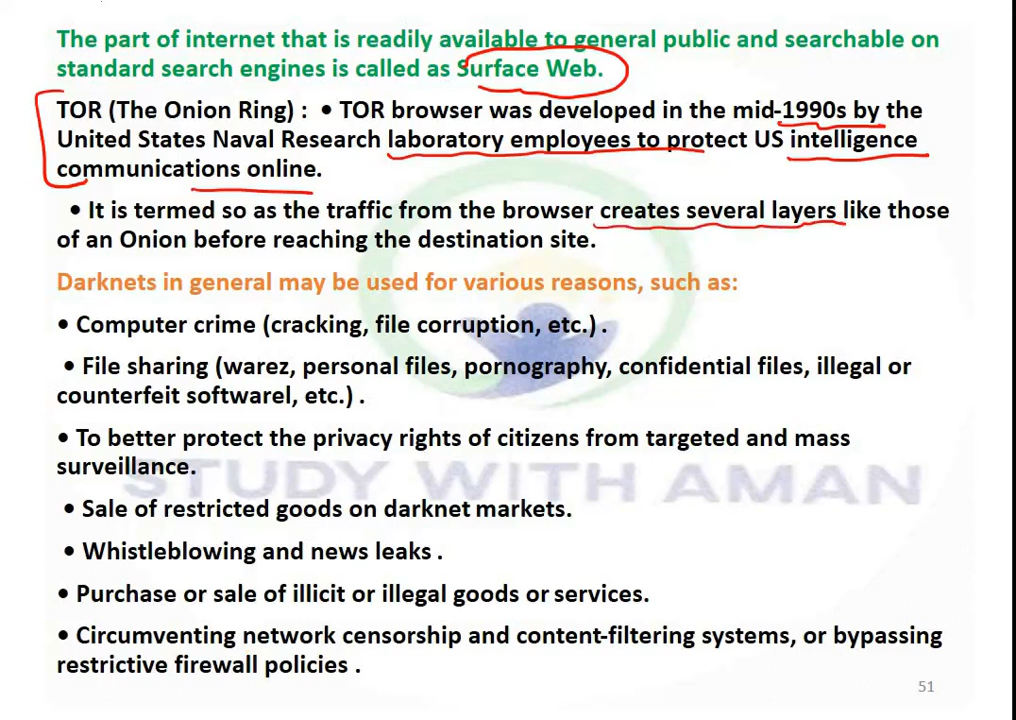 The part of internet that is readily available to general public and searchable on
standard search engines is called as Surface Web.
TOR (The Onion Ring) : • TOR browser was developed in the mid-1990s by the
United States Naval Research laboratory employees to protect US intelligence
communications online.
• It is termed so as the traffic from the browser creates several layers like those
of an Onion before reaching the destination site.
Darknets in general may be used for various reasons, such as:
• Computer crime (cracking, file corruption, etc.) .
• File sharing (warez, personal files, pornography, confidential files, illegal or
counterfeit softwarel, etc.) .
• To better protect the privacy rights of citizens from targeted and mass
surveillance.
STUDY WITH AMAN
• Sale of restricted goods on darknet markets.
• Whistleblowing and news leaks .
• Purchase or sale of illicit or illegal goods or services.
• Circumventing network censorship and content-filtering systems, or bypassing
restrictive firewall policies .
51